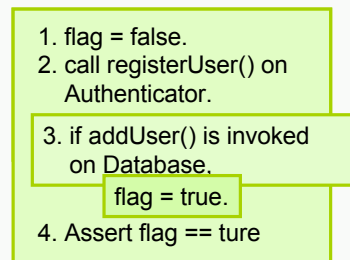 1. flag = false.
2. call registerUser() on
Authenticator.
3. if addUser() is invoked
on Database,
flag = true.
4. Assert flag == ture